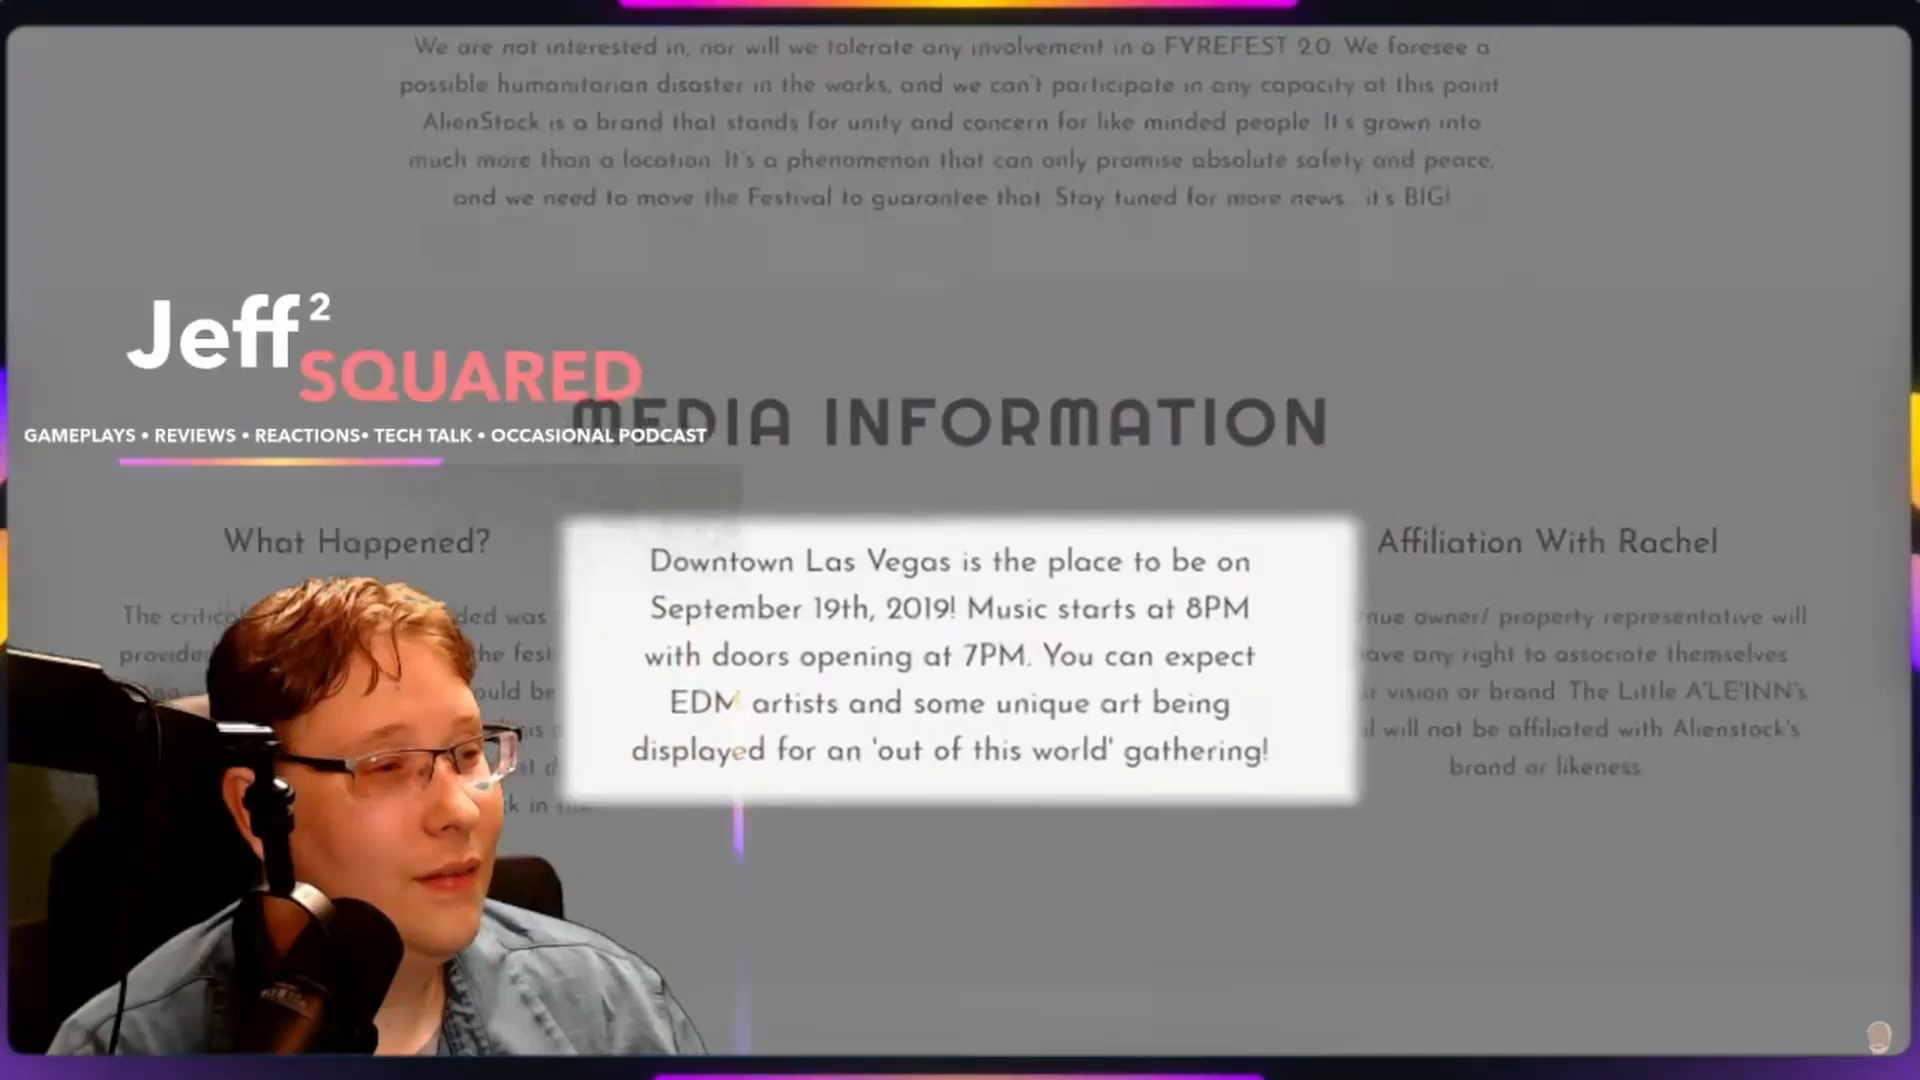 We are not interested in, nor will we tolerate any involvement in a FYREFEST 2.0. We foresee a
possible humanitarian disaster in the works, and we can't participate in any capacity at this point
AlienStock is a brand that stands for unity and concern for like minded people. It's grown into
much more than a location. It's a phenomenon that can only promise absolute safety and peace,
and we need to move the Festival to guarantee that. Stay tuned for more news... it's BIG!
Jeff²
SQUARED
MEDIA INFORMATION
GAMEPLAYS • REVIEWS • REACTIONS• TECH TALK • OCCASIONAL PODCAST
What Happened?
Affiliation With Rachel
Downtown Las Vegas is the place to be on
September 19th, 2019! Music starts at 8PM
with doors opening at 7PM. You can expect
EDM artists and some unique art being
displayed for an 'out of this world' gathering!
The
was
owner/ property representative will
any right to associate themselves
vision or brand. The Little A'LE'INN's
will not be affiliated with Alienstock's
brand or likeness